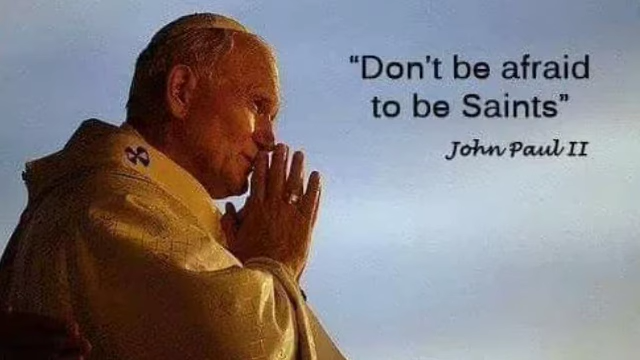 “Don't be afraid
to be Saints”
John Paul II